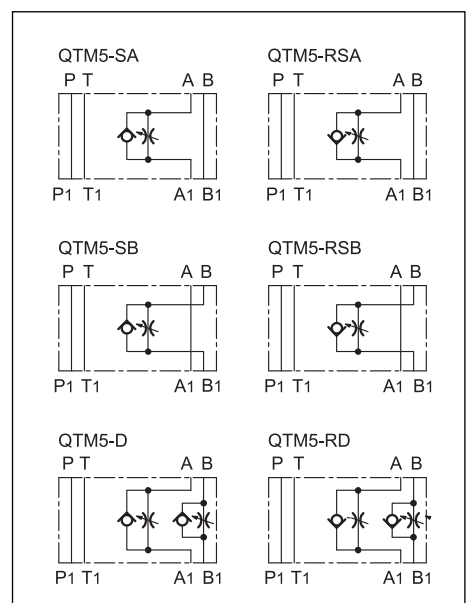 QTM5-SA
P T A B
P1 T1 A1 B1
QTM5-RSA
P T A B
P1 T1 A1 B1
QTM5-SB
P T A B
P1 T1 A1 B1
QTM5-RSB
P T A B
P1 T1 A1 B1
QTM5-D
P T A B
P1 T1 A1 B1
QTM5-RD
P T A B
P1 T1 A1 B1